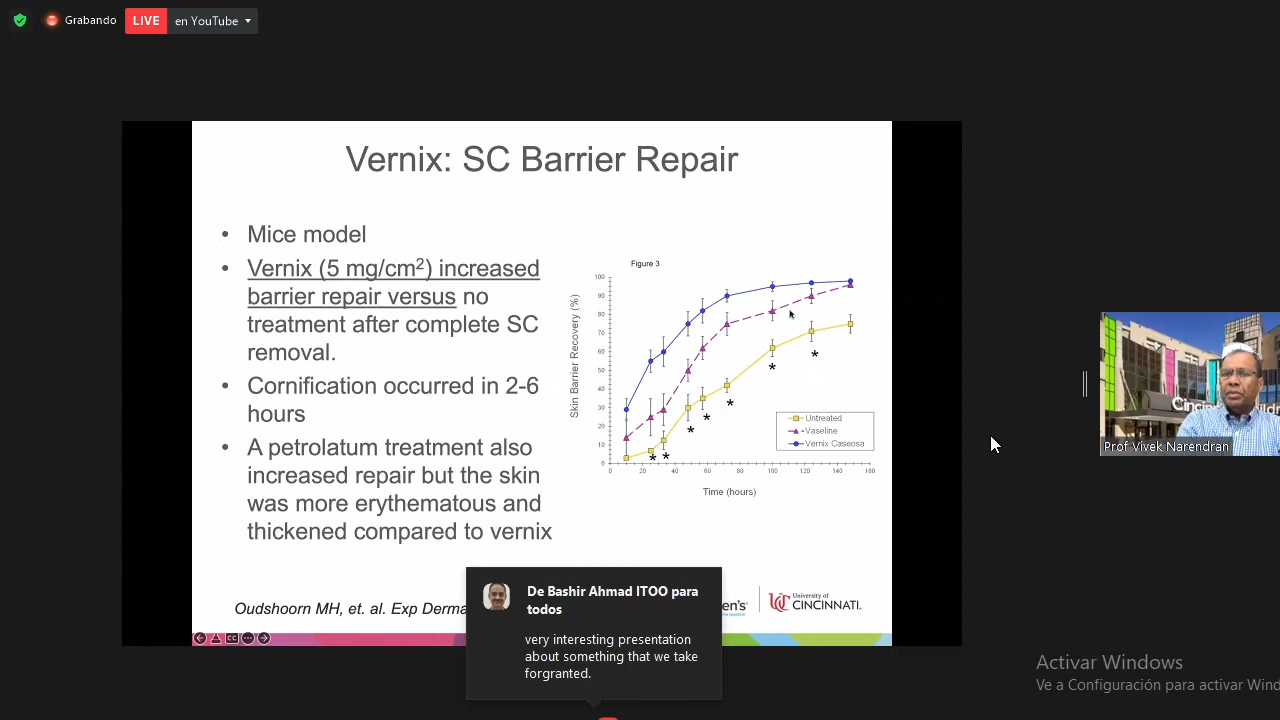 Grabando
LIVE
en YouTube
Vernix: SC Barrier Repair
• Mice model
• Vernix (5 mg/cm²) increased
barrier repair versus no
treatment after complete SC
removal.
• Cornification occurred in 2-6
hours
• A petrolatum treatment also
increased repair but the skin
was more erythematous and
thickened compared to vernix
Figure 3
Skin Barrier Recovery (%)
100
90
80
70
60
50
40
30
20
10
0
0 20 40 60 80 100 120 140 160
Time (hours)
Untreated
Vaseline
Vernix Caseosa
* * * * * * *
Oudshoorn MH, et. al. Exp Derma
en's
University of
CINCINNATI.
CC
De Bashir Ahmad ITOO para
todos
very interesting presentation
about something that we take
forgranted.
Cincinn
Prof Vivek Narendran
Activar Windows
Ve a Configuración para activar Wind